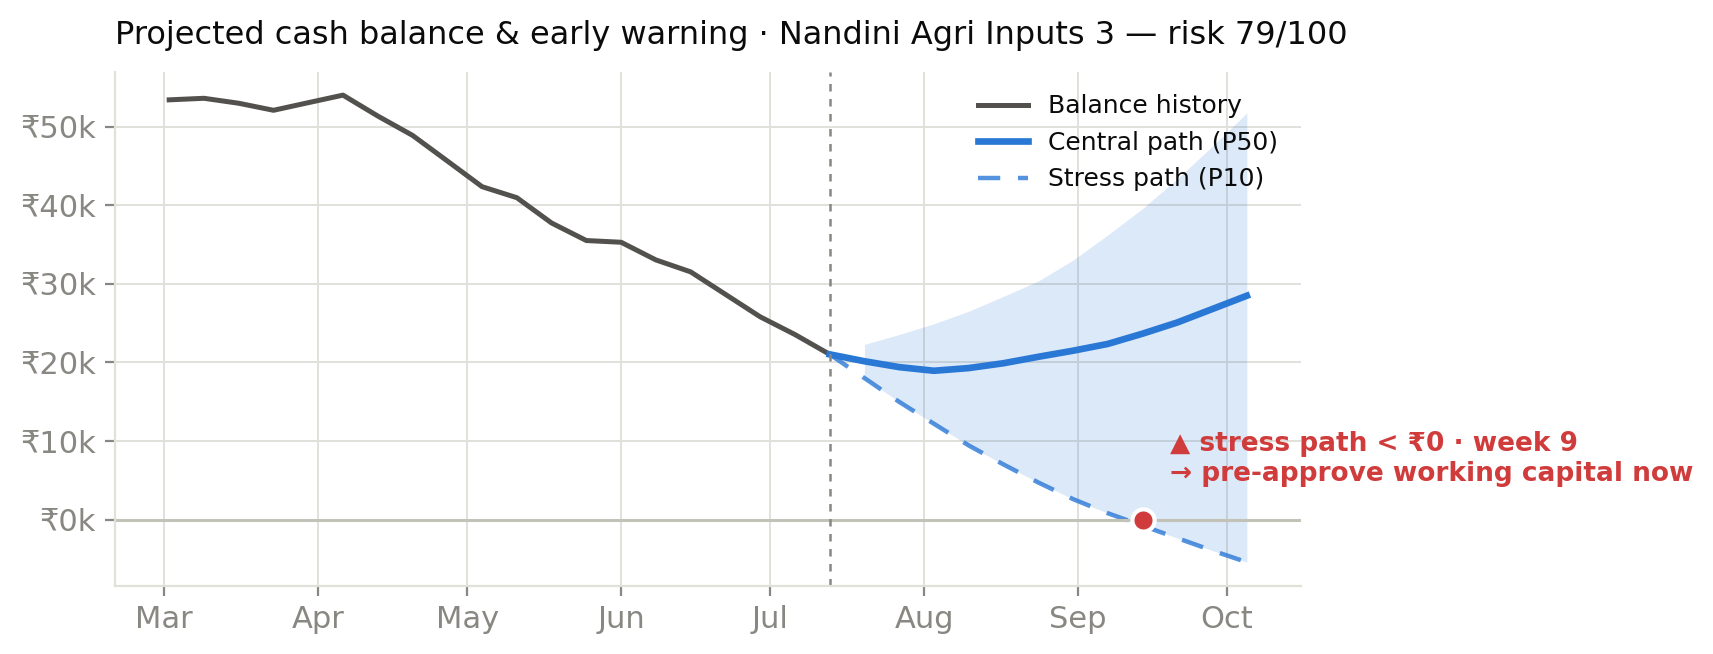 Projected cash balance & early warning · Nandini Agri Inputs 3 — risk 79/100
Balance history
Central path (P50)
Stress path (P10)
₹50k
₹40k
₹30k
₹20k
₹10k
₹0k
▲ stress path < ₹0 · week 9
→ pre-approve working capital now
Mar Apr May Jun Jul Aug Sep Oct